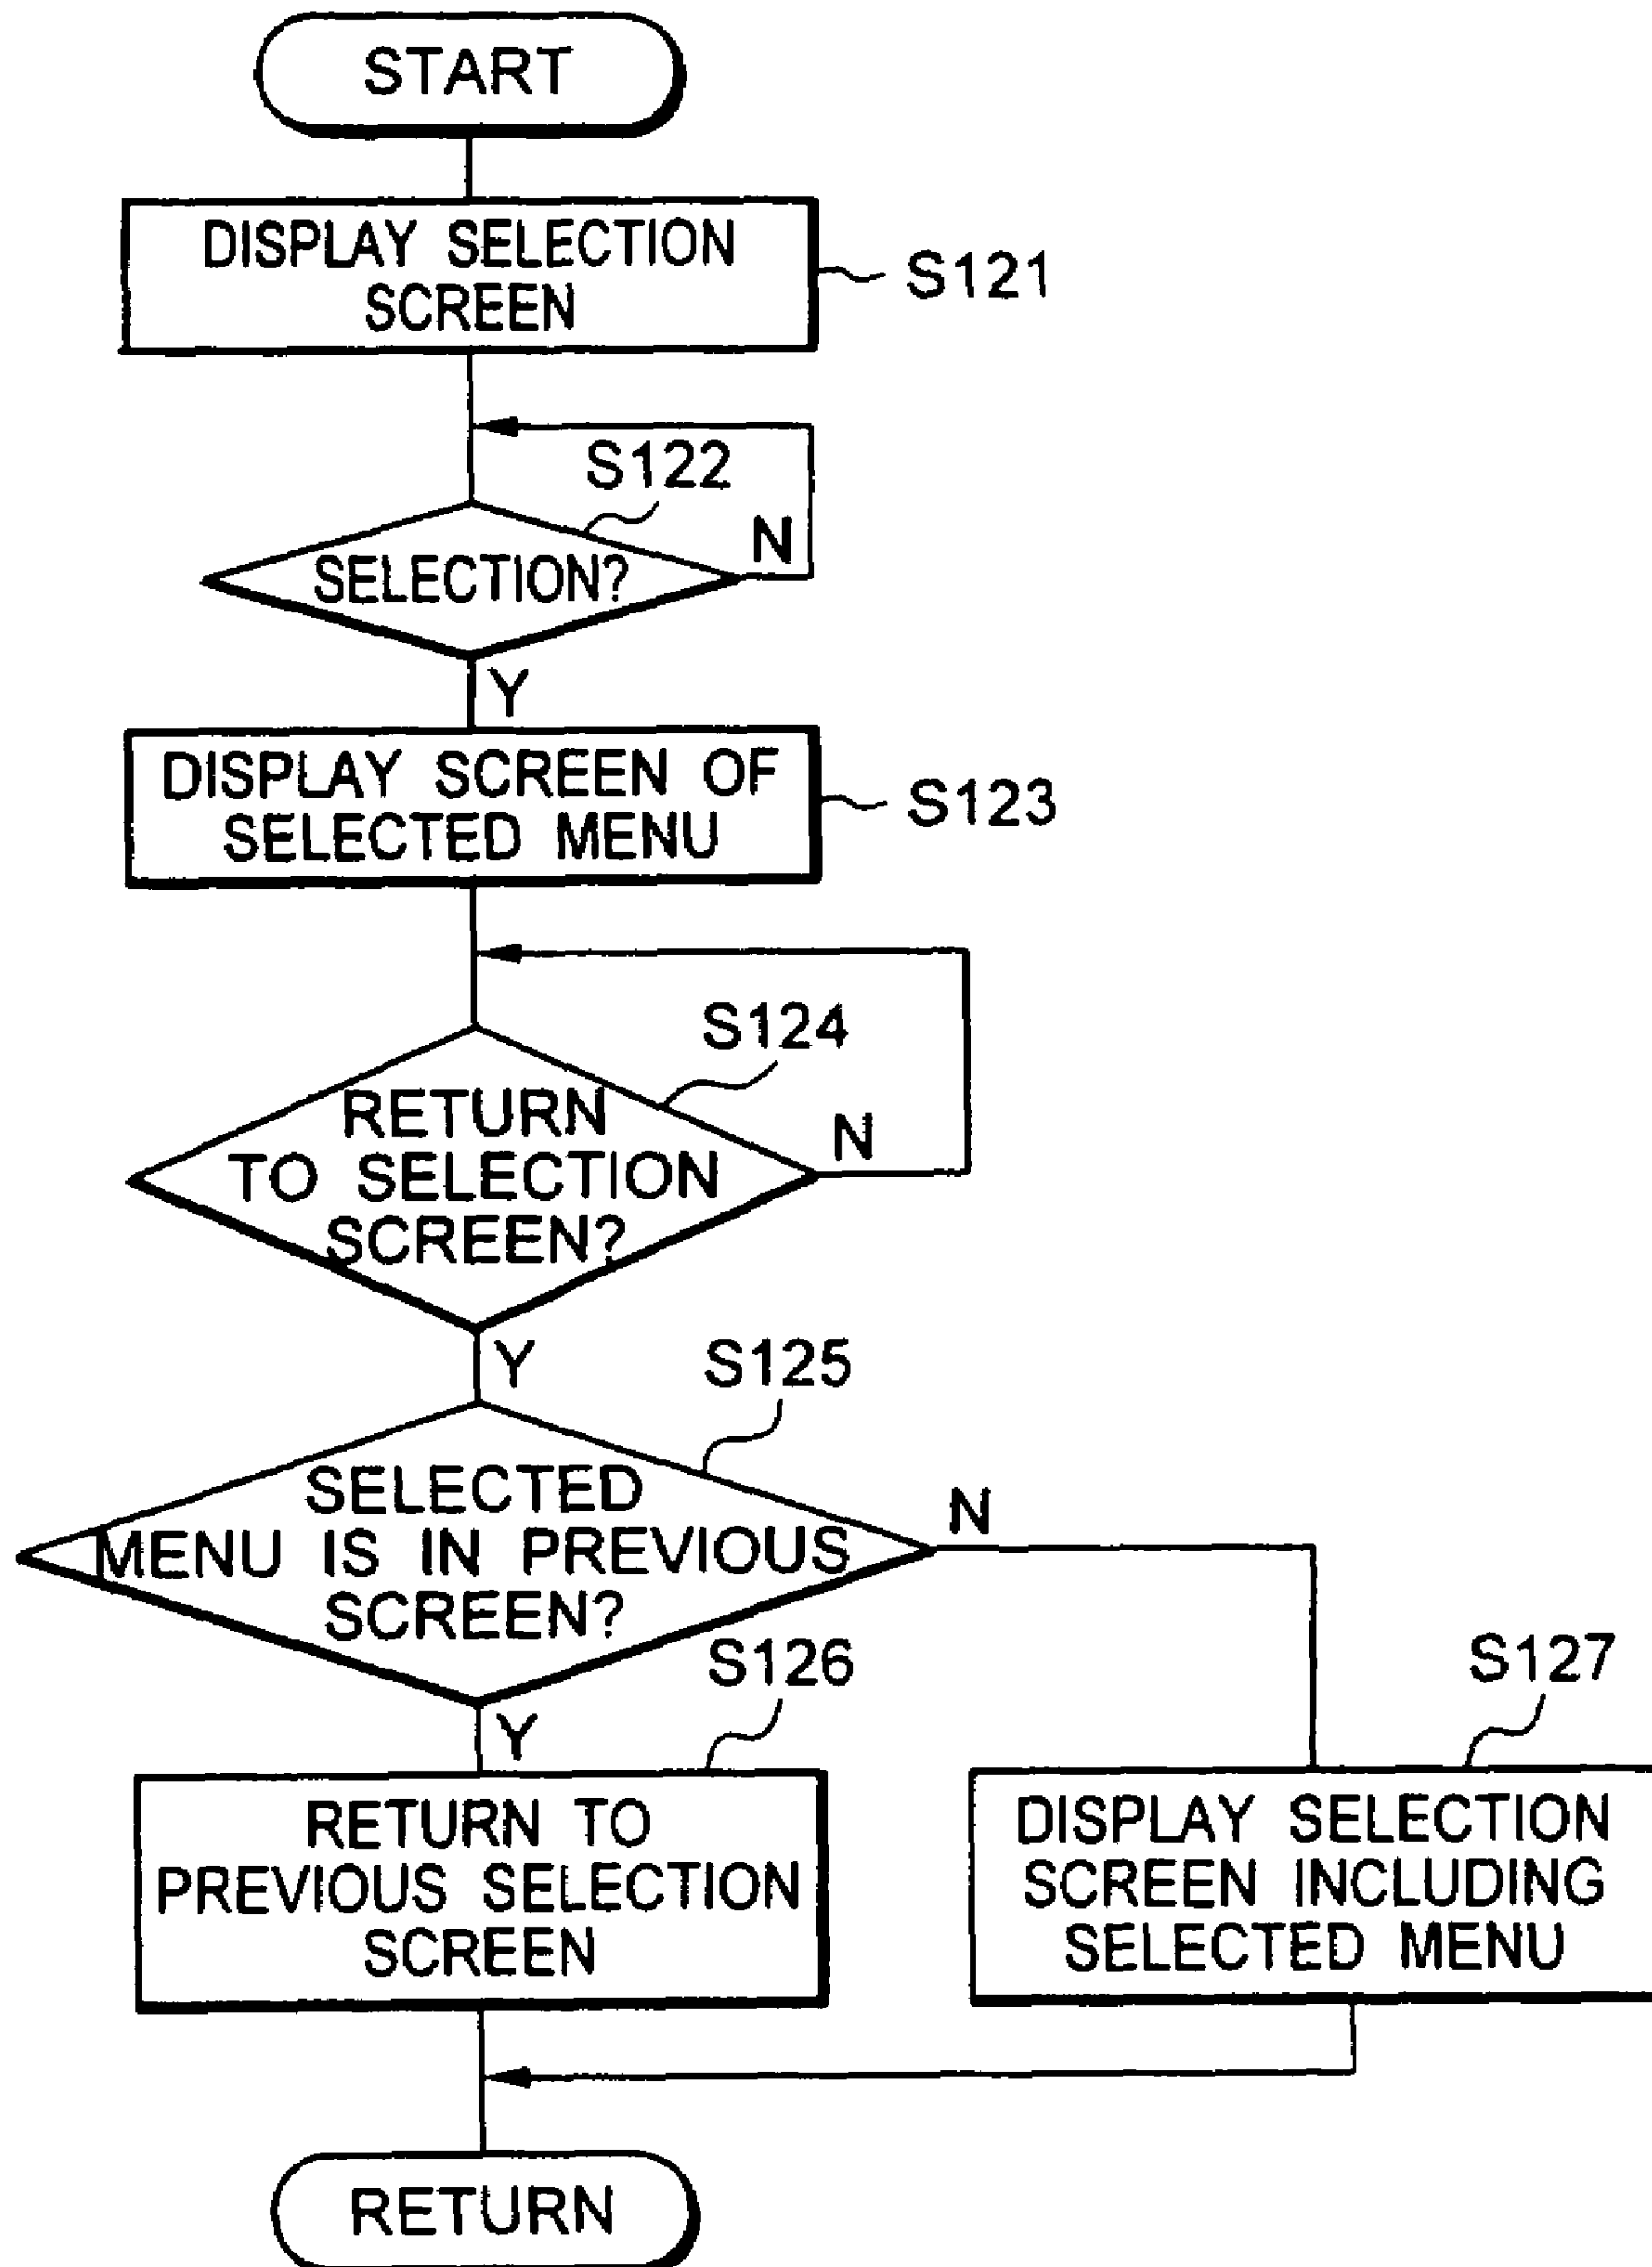 START
DISPLAY SELECTION
SCREEN
S121
S122
SELECTION?
N
Y
DISPLAY SCREEN OF
SELECTED MENU
S123
S124
RETURN
TO SELECTION
SCREEN?
N
Y
S125
SELECTED
MENU IS IN PREVIOUS
SCREEN?
N
Y
S126
RETURN TO
PREVIOUS SELECTION
SCREEN
S127
DISPLAY SELECTION
SCREEN INCLUDING
SELECTED MENU
RETURN